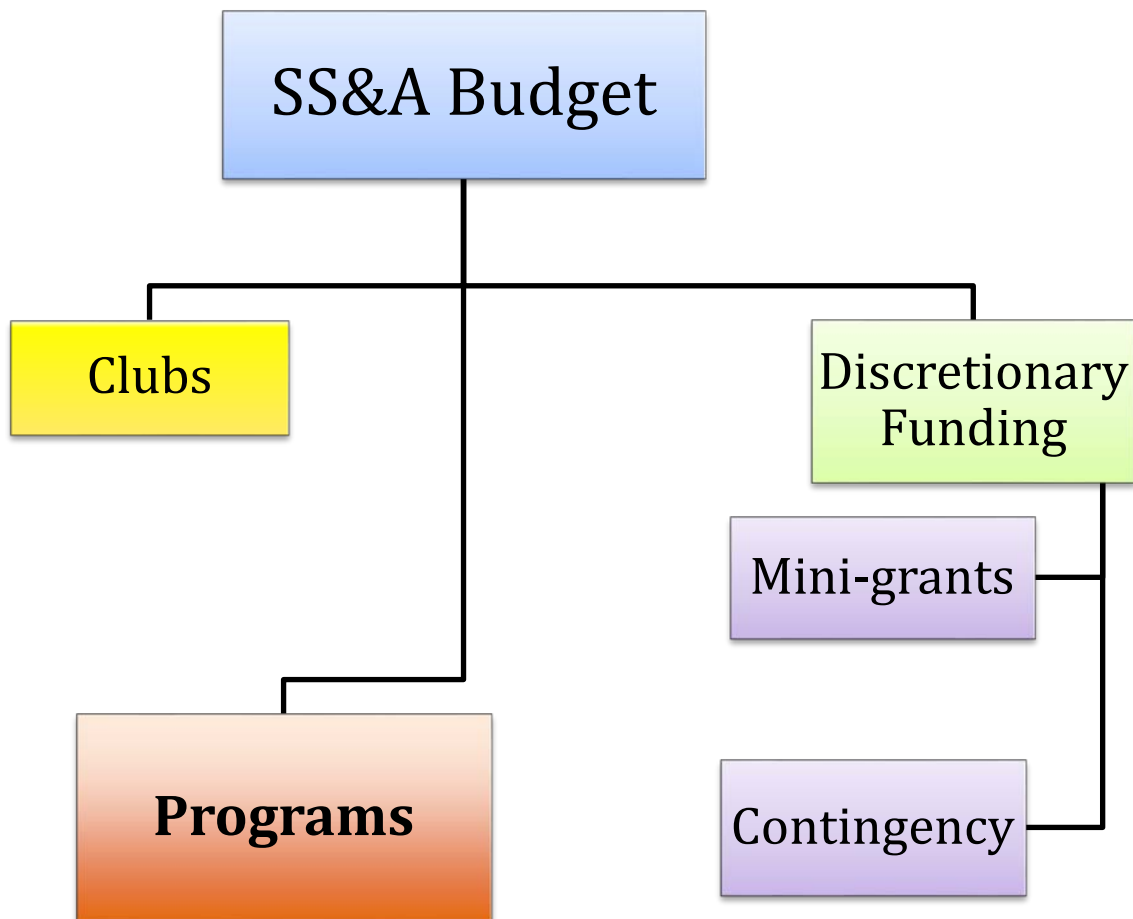 SS&A Budget
Clubs
Discretionary
Funding
Mini-grants
Programs
Contingency